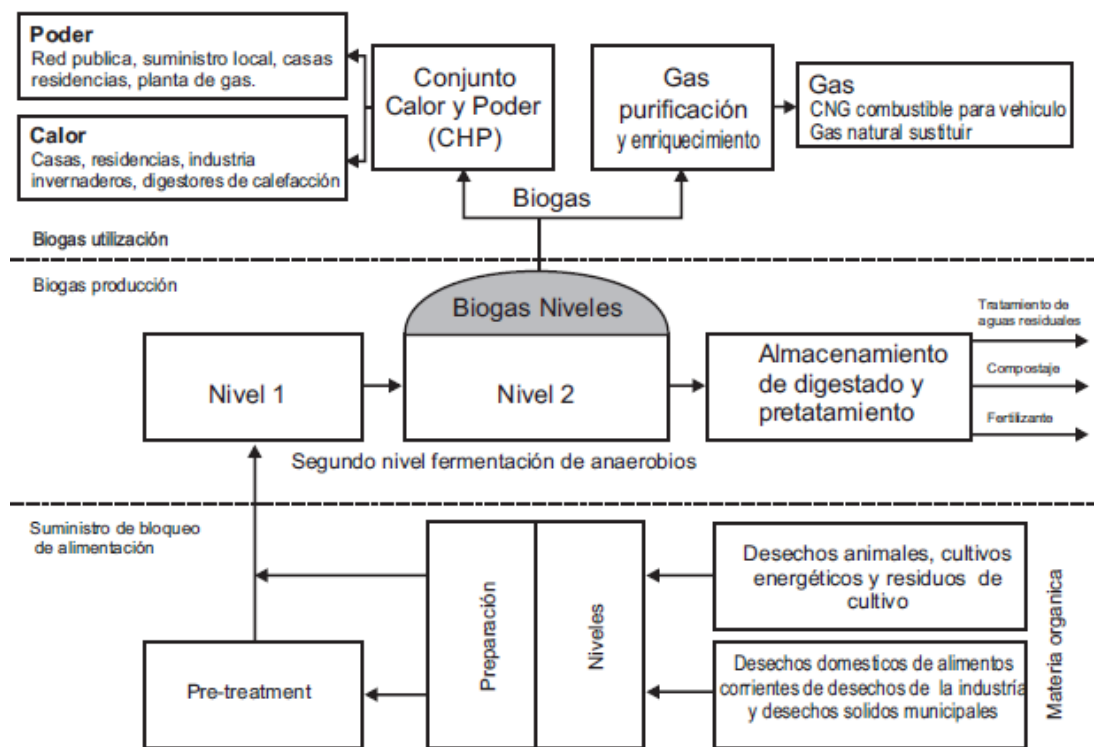 Poder
Red publica, suministro local, casas
residencias, planta de gas.
Calor
Casas, residencias, industria
invernaderos, digestores de calefacción
Conjunto
Calor y Poder
(CHP)
Gas
purificación
y enriquecimiento
Gas
CNG combustible para vehiculo
Gas natural sustituir
Biogas
Biogas utilización
Biogas producción
Biogas Niveles
Nivel 1
Nivel 2
Almacenamiento
de digestado y
pretatamiento
Tratamiento de
aguas residuales
Compostaje
Fertilizante
Segundo nivel fermentación de anaerobios
Suministro de bloqueo
de alimentación
Pre-treatment
Preparación
Niveles
Desechos animales, cultivos
energéticos y residuos de
cultivo
Desechos domesticos de alimentos
corrientes de desechos de la industría
y desechos solidos municipales
Materia organica